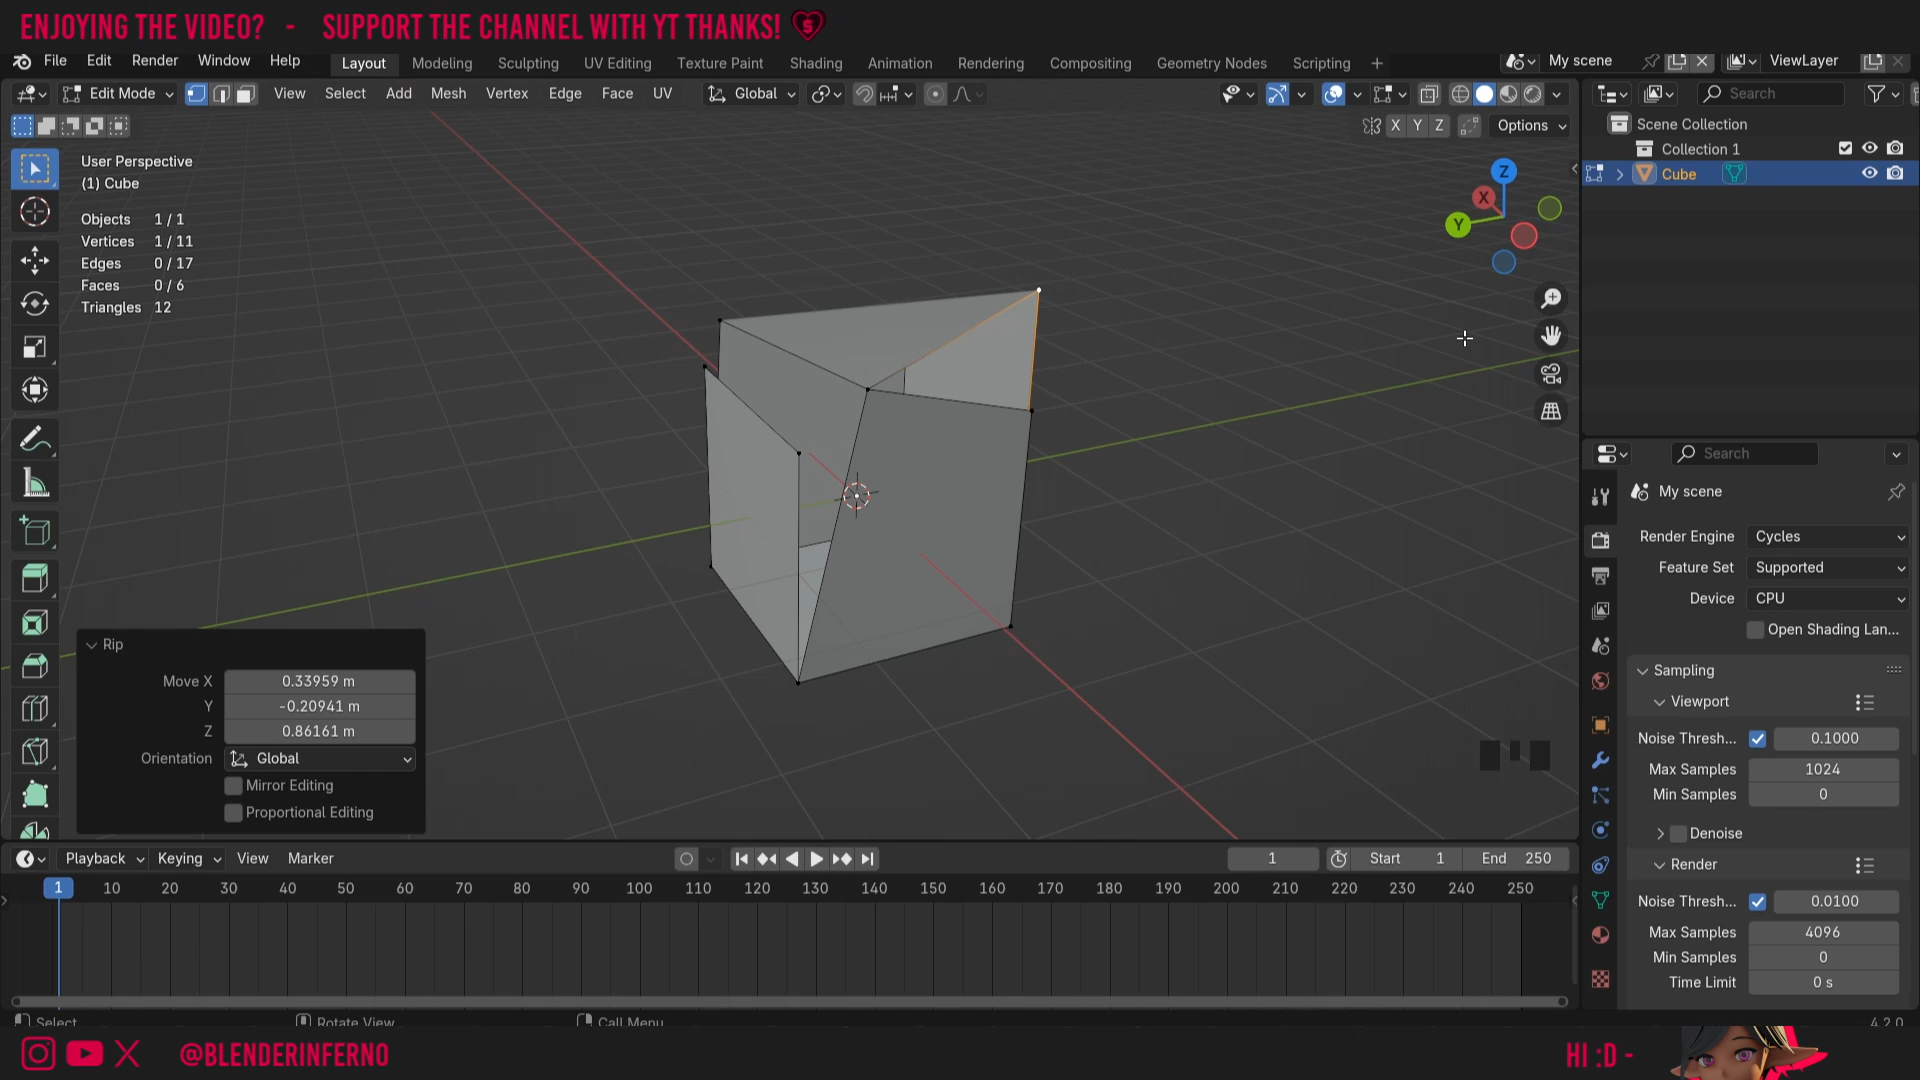 ENJOYING THE VIDEO? - SUPPORT THE CHANNEL WITH YT THANKS!
File Edit Render Window Help Layout Modeling Sculpting UV Editing Texture Paint Shading Animation Rendering Compositing Geometry Nodes Scripting + My scene ViewLayer
Edit Mode View Select Add Mesh Vertex Edge Face UV Global Search
X Y Z Options
Scene Collection
Collection 1
Cube
User Perspective
(1) Cube
Objects 1 / 1
Vertices 1 / 11
Edges 0 / 17
Faces 0 / 6
Triangles 12
Z
X
Y
Search
My scene
Render Engine Cycles
Feature Set Supported
Device CPU
Open Shading Lan...
Sampling
Viewport
Noise Thresh... 0.1000
Max Samples 1024
Min Samples 0
Denoise
Render
Noise Thresh... 0.0100
Max Samples 4096
Min Samples 0
Time Limit 0 s
Rip
Move X 0.33959 m
Y -0.20941 m
Z 0.86161 m
Orientation Global
Mirror Editing
Proportional Editing
Playback Keying View Marker 1 Start 1 End 250
1 10 20 30 40 50 60 70 80 90 100 110 120 130 140 150 160 170 180 190 200 210 220 230 240 250
Select Rotate View Call Menu 4.2.0
@BLENDERINFERNO HI :D -